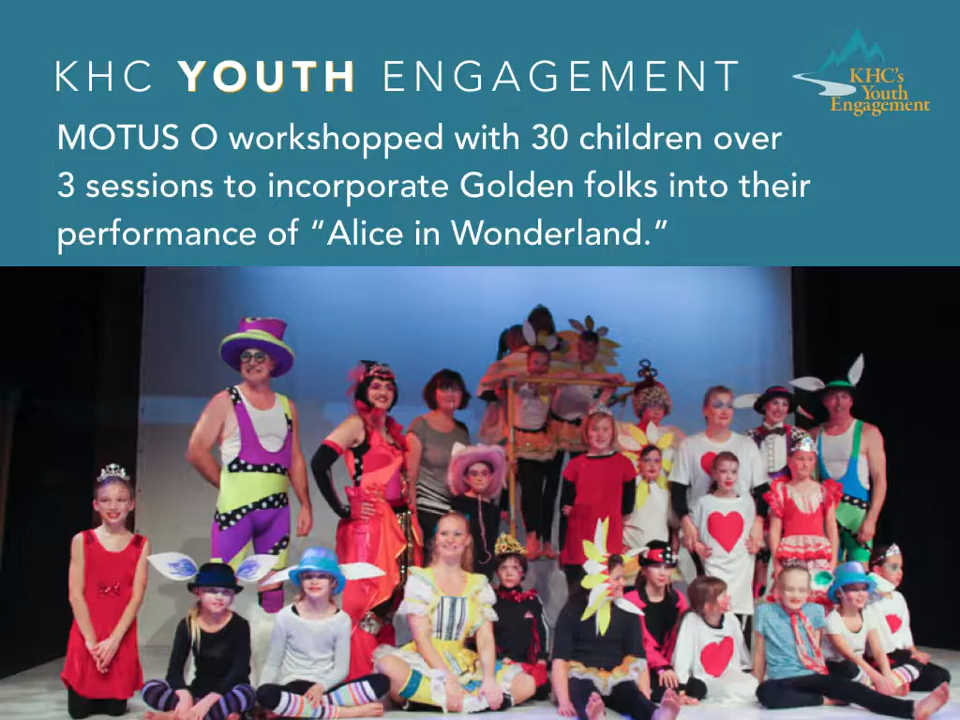 KHC YOUTH ENGAGEMENT
KHC's
Youth
Engagement
MOTUS O workshopped with 30 children over
3 sessions to incorporate Golden folks into their
performance of “Alice in Wonderland.”